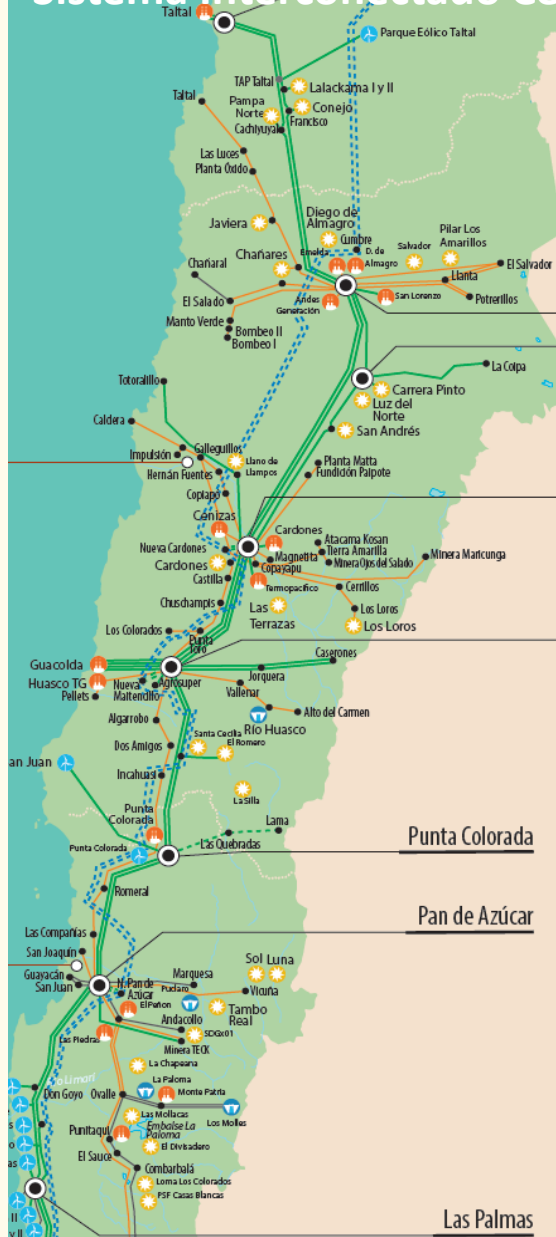 Sistema Interconectado Ce
Taltal
Parque Eólico Taltal
TAP Taltal
Lalackama I y II
Taltal
Pampa
Norte
Conejo
Francisco
Cachiyuyal
Las Luces
Planta Óxido
Javiera
Diego de
Almagro
Cumbre
Emelda
D. de
Almagro
Salvador
Pilar Los
Amarillos
Chañares
Chañaral
El Salvador
Llanta
San Lorenzo
Potrerillos
El Salado
Andes
Generación
Manto Verde
Bombeo II
Bombeo I
La Coipa
Totoralillo
Carrera Pinto
Luz del
Norte
Caldera
San Andrés
Galleguillos
Impulsión
Llano de
Llampos
Planta Matta
Fundición Paipote
Hernán Fuentes
Copiapó
Cenizas
Cardones
Atacama Kosan
Tierra Amarilla
Minera Ojos del Salado
Minera Maricunga
Nueva Cardones
Magnetita
Copayapu
Cardones
Castilla
Termopacífico
Cerrillos
Chuschampis
Las
Terrazas
Los Loros
Los Loros
Los Colorados
Punta
Toro
Caserones
Guacolda
Huasco TG
Pellets
Nueva
Maitencillo
Agrosuper
Jorquera
Vallenar
Algarrobo
Río Huasco
Alto del Carmen
Dos Amigos
Santa Cecilia
El Romero
an Juan
Incahuasi
La Silla
Punta
Colorada
Lama
Las Quebradas
Punta Colorada
Punta Colorada
Romeral
Pan de Azúcar
Las Compañías
San Joaquín
Guayacán
San Juan
N. Pan de
Azúcar
Marquesa
Puclaro
Sol
Luna
Vicuña
El Peñon
Tambo
Real
Andacollo
Las Piedras
SDGx01
Minera TECK
La Chapeana
Don Goyo
Ovalle
La Paloma
Monte Patria
Las Mollacas
Los Molles
Embalse La
Paloma
Punitaqui
El Divisadero
El Sauce
Combarbalá
Loma Los Colorados
PSF Casas Blancas
Las Palmas